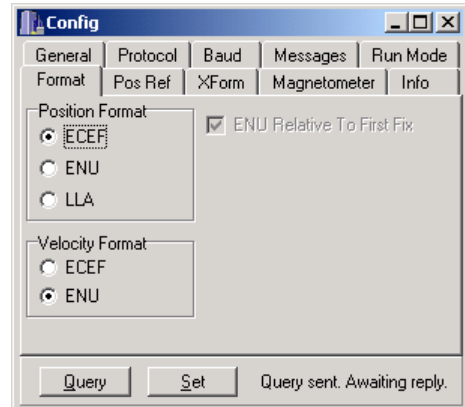 Config
General Protocol Baud Messages Run Mode
Format Pos Ref XForm Magnetometer Info
Position Format
ECEF
ENU Relative To First Fix
ENU
LLA
Velocity Format
ECEF
ENU
Query Set Query sent. Awaiting reply.